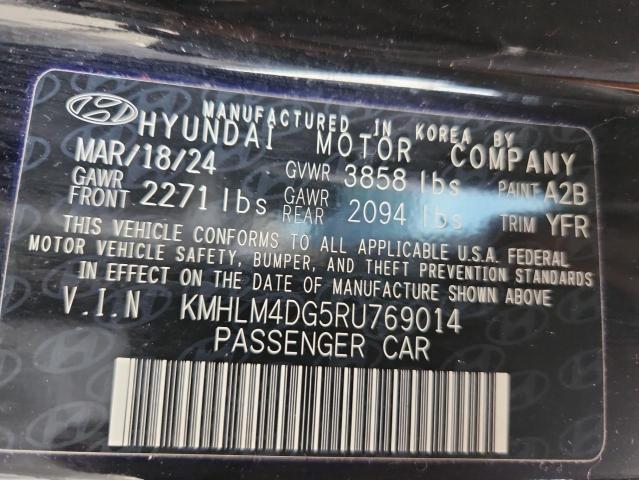 MANUFACTURED IN KOREA BY
HYUNDAI MOTOR COMPANY
MAR/18/24 GVWR 3858 lbs PAINT A2B
GAWR FRONT 2271 lbs GAWR REAR 2094 lbs TRIM YFR
THIS VEHICLE CONFORMS TO ALL APPLICABLE U.S.A. FEDERAL
MOTOR VEHICLE SAFETY, BUMPER, AND THEFT PREVENTION STANDARDS
IN EFFECT ON THE DATE OF MANUFACTURE SHOWN ABOVE
V.I.N KMHLM4DG5RU769014
PASSENGER CAR